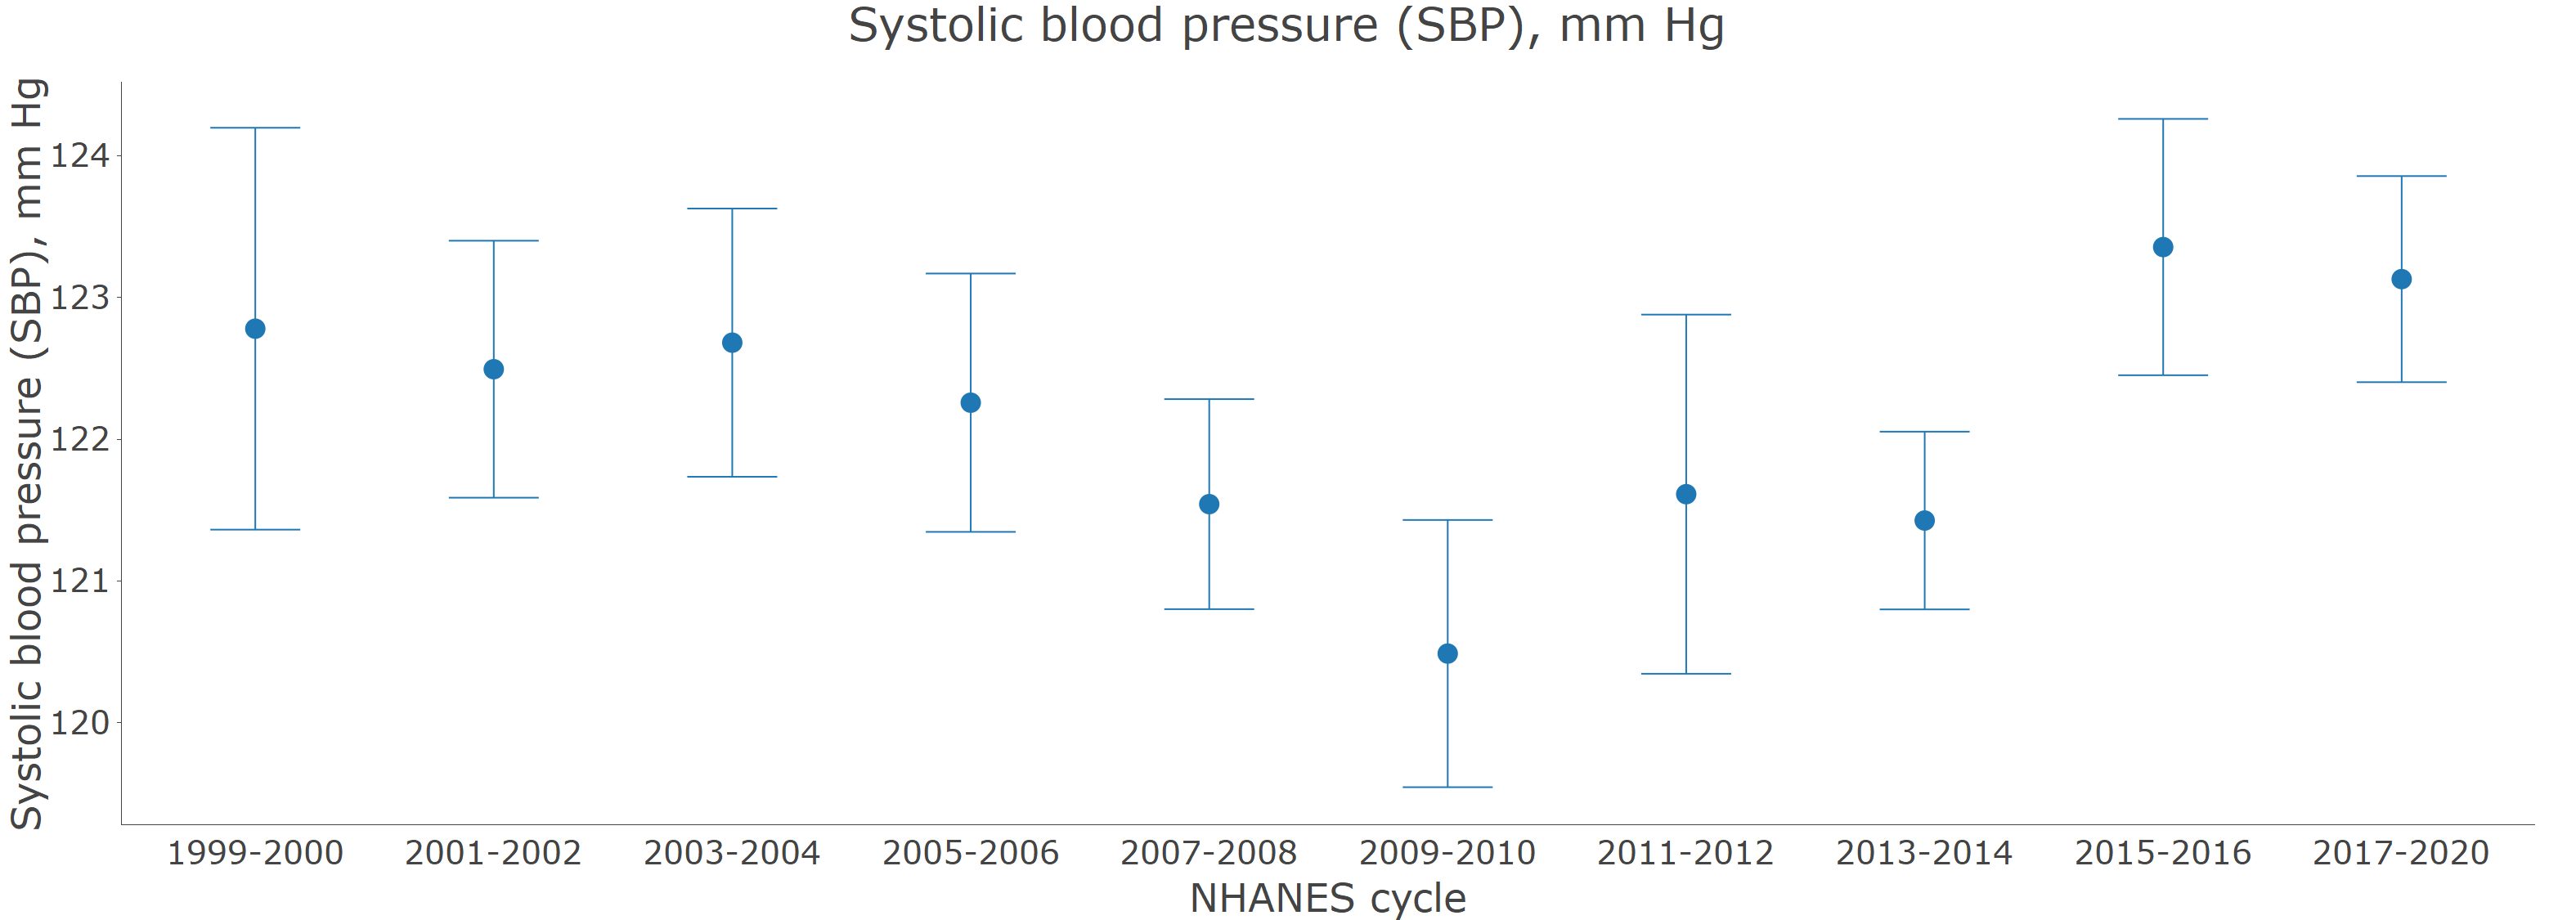 Systolic blood pressure (SBP), mm Hg
Systolic blood pressure (SBP), mm Hg
124
123
122
121
120
1999-2000 2001-2002 2003-2004 2005-2006 2007-2008 2009-2010 2011-2012 2013-2014 2015-2016 2017-2020
NHANES cycle